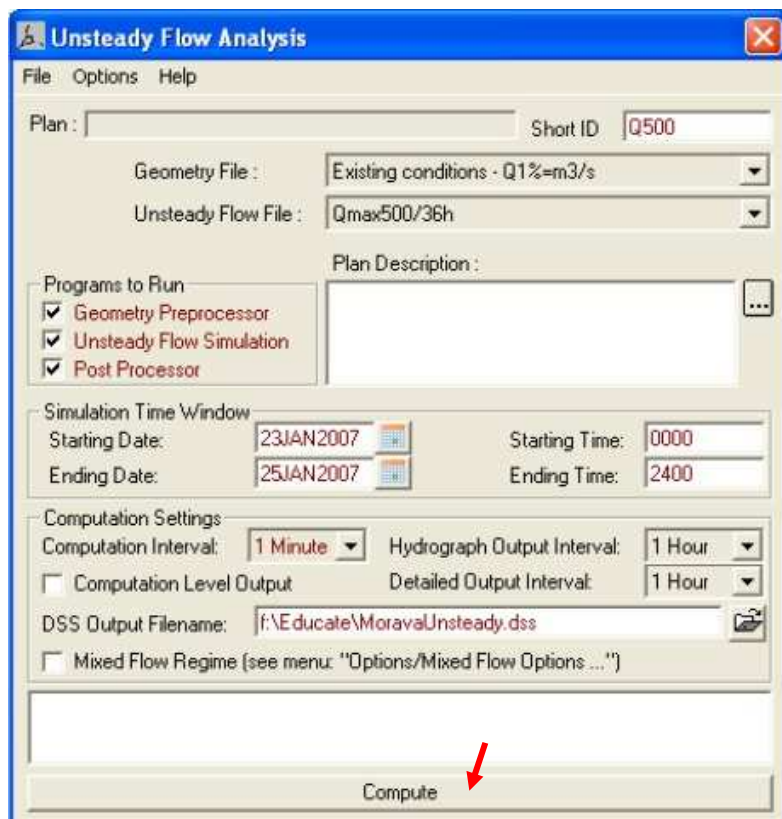 Unsteady Flow Analysis
File Options Help
Plan : Short ID Q500
Geometry File : Existing conditions - Q1%=m3/s
Unsteady Flow File : Qmax500/36h
Plan Description :
Programs to Run
Geometry Preprocessor
Unsteady Flow Simulation
Post Processor
...
Simulation Time Window
Starting Date: 23JAN2007 Starting Time: 0000
Ending Date: 25JAN2007 Ending Time: 2400
Computation Settings
Computation Interval: 1 Minute Hydrograph Output Interval: 1 Hour
Computation Level Output Detailed Output Interval: 1 Hour
DSS Output Filename: f:\Educate\MoravaUnsteady.dss
Mixed Flow Regime (see menu: "Options/Mixed Flow Options ...")
Compute